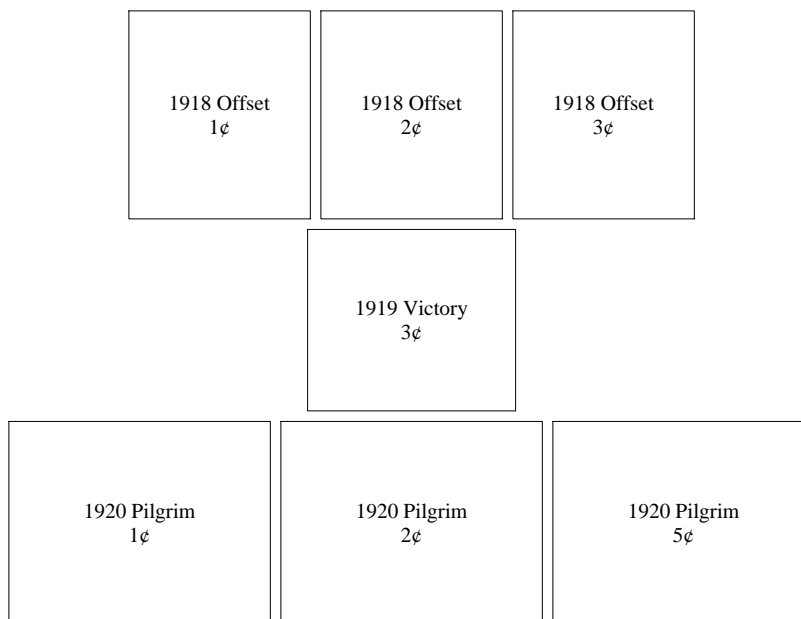 1918 Offset
1¢
1918 Offset
2¢
1918 Offset
3¢
1919 Victory
3¢
1920 Pilgrim
1¢
1920 Pilgrim
2¢
1920 Pilgrim
5¢